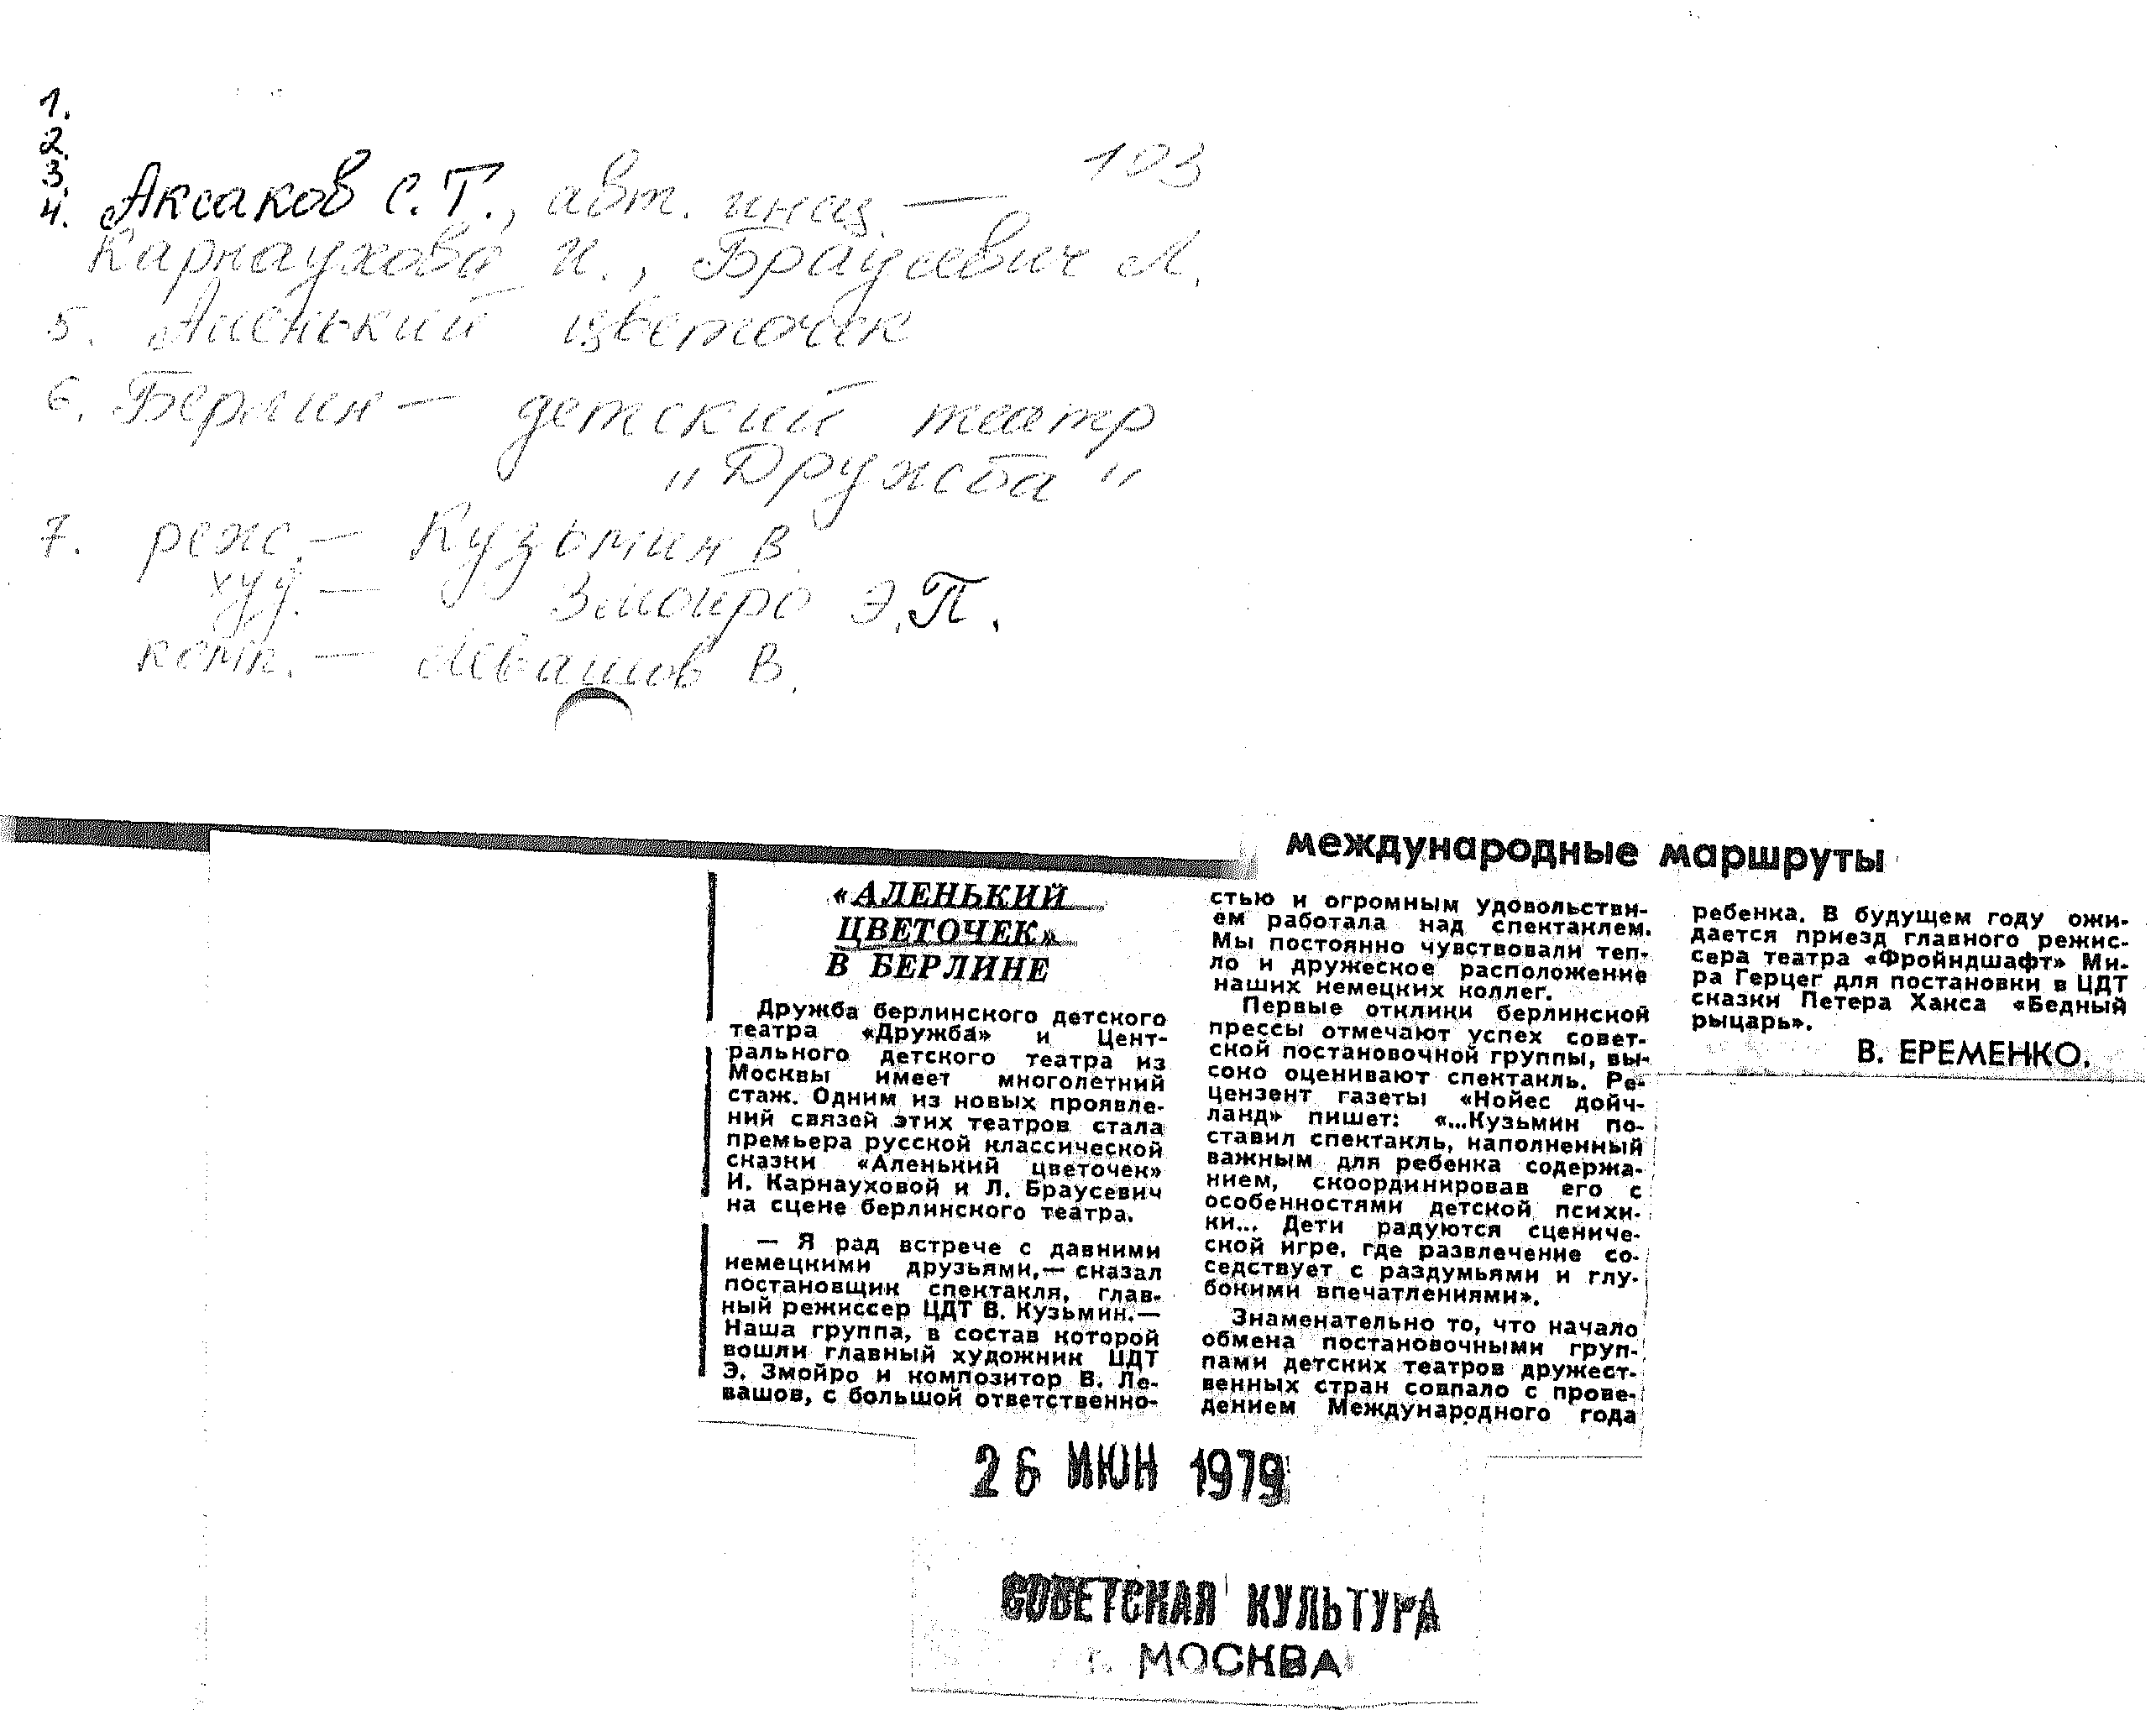 1.
2.
3.
103
4. Аксаков С.Т., авт. инсц. —
Карнаухова И., Браусевич Л.
5. Аленький цветочек
6. Берлин — детский театр
„Дружба"
7. реж. — Кузьмин В.
худ. — Змойро Э.П.
комп. — Левашов В.
международные маршруты
«АЛЕНЬКИЙ
ЦВЕТОЧЕК»
В БЕРЛИНЕ
Дружба берлинского детского
театра «Дружба» и Цент-
рального детского театра из
Москвы имеет многолетний
стаж. Одним из новых проявле-
ний связей этих театров стала
премьера русской классической
сказки «Аленький цветочек»
И. Карнауховой и Л. Браусевич
на сцене берлинского театра.
— Я рад встрече с давними
немецкими друзьями,— сказал
постановщик спектакля, глав-
ный режиссер ЦДТ В. Кузьмин.—
Наша группа, в состав которой
вошли главный художник ЦДТ
Э. Змойро и композитор В. Ле-
вашов, с большой ответственно-
стью и огромным удовольстви-
ем работала над спектаклем.
Мы постоянно чувствовали теп-
ло и дружеское расположение
наших немецких коллег.
Первые отклики берлинской
прессы отмечают успех совет-
ской постановочной группы, вы-
соко оценивают спектакль. Ре-
цензент газеты «Нойес дойч-
ланд» пишет: «...Кузьмин по-
ставил спектакль, наполненный
важным для ребенка содержа-
нием, скоординировав его с
особенностями детской психи-
ки... Дети радуются сцениче-
ской игре, где развлечение со-
седствует с раздумьями и глу-
бокими впечатлениями».
Знаменательно то, что начало
обмена постановочными груп-
пами детских театров дружест-
венных стран совпало с прове-
дением Международного года
ребенка. В будущем году ожи-
дается приезд главного режис-
сера театра «Фройндшафт» Ми-
ра Герцег для постановки в ЦДТ
сказки Петера Хакса «Бедный
рыцарь».
В. ЕРЕМЕНКО.
26 ИЮН 1979
СОВЕТСКАЯ КУЛЬТУРА
г. МОСКВА